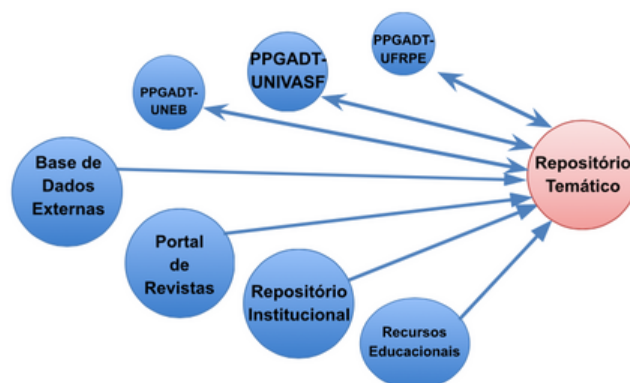 PPGADT-
UFRPE
PPGADT-
UNIVASF
PPGADT-
UNEB
Base de
Dados
Externas
Repositório
Temático
Portal
de
Revistas
Repositório
Institucional
Recursos
Educacionais